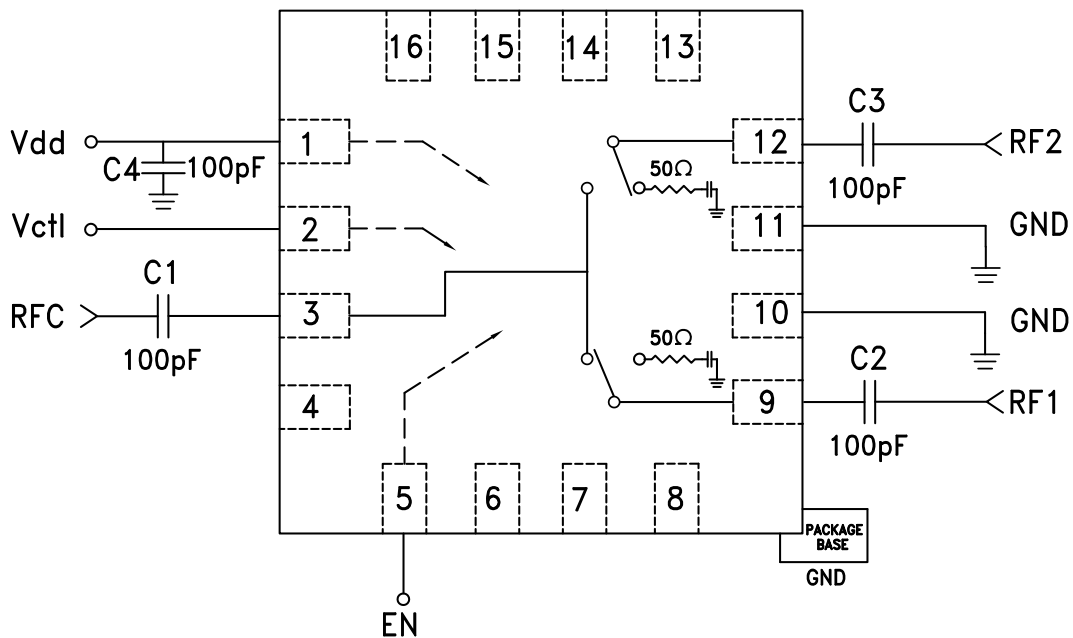 16 15 14 13
Vdd
C4 100pF
1
Vctl
2
C1
RFC
100pF
3
4
5 6 7 8
EN
50Ω
12
C3
100pF
RF2
11
GND
10
GND
50Ω
9
C2
100pF
RF1
PACKAGE
BASE
GND